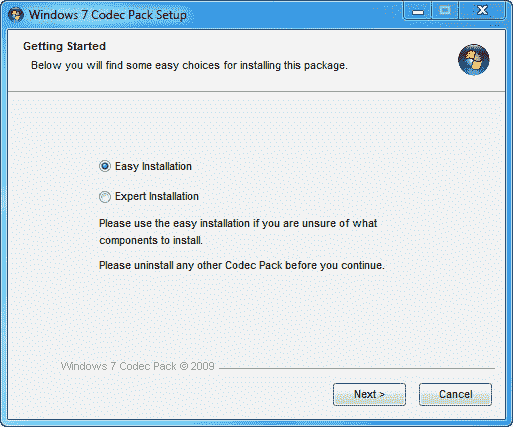 Windows 7 Codec Pack Setup
Getting Started
Below you will find some easy choices for installing this package.
Easy Installation
Expert Installation
Please use the easy installation if you are unsure of what
components to install.
Please uninstall any other Codec Pack before you continue.
Windows 7 Codec Pack © 2009
Next >
Cancel